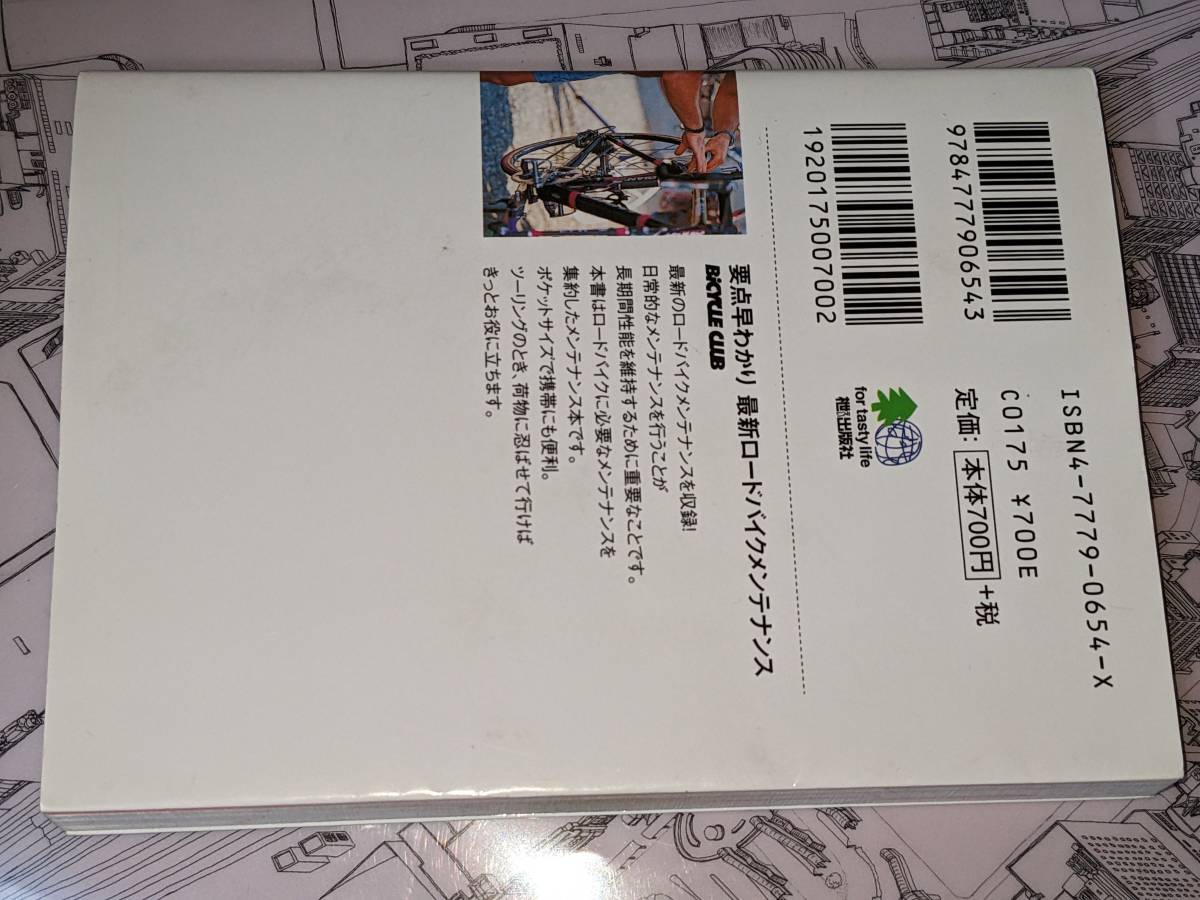 9784777906543
1920175007002
ISBN4-7779-0654-X
C0175 ¥700E
定価：本体700円＋税
for tasty life
枻出版社
要点早わかり 最新ロードバイクメンテナンス
BiCYCLE CLUB
最新のロードバイクメンテナンスを収録！
日常的なメンテナンスを行うことが
長期間性能を維持するために重要なことです。
本書はロードバイクに必要なメンテナンスを
集約したメンテナンス本です。
ポケットサイズで携帯にも便利。
ツーリングのとき、荷物に忍ばせて行けば
きっとお役に立ちます。